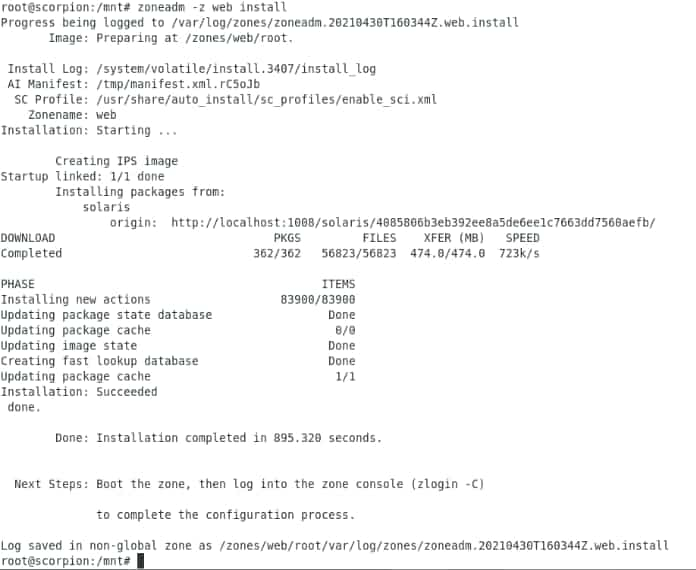 root@scorpion:/mnt# zoneadm -z web install
Progress being logged to /var/log/zones/zoneadm.20210430T160344Z.web.install
       Image: Preparing at /zones/web/root.

 Install Log: /system/volatile/install.3407/install_log
 AI Manifest: /tmp/manifest.xml.rC5oJb
  SC Profile: /usr/share/auto_install/sc_profiles/enable_sci.xml
    Zonename: web
Installation: Starting ...

        Creating IPS image
Startup linked: 1/1 done
        Installing packages from:
            solaris
                origin:  http://localhost:1008/solaris/4085806b3eb392ee8a5de6ee1c7663dd7560aefb/
DOWNLOAD                                PKGS         FILES    XFER (MB)   SPEED
Completed                            362/362   56823/56823  474.0/474.0  723k/s

PHASE                                          ITEMS
Installing new actions                   83900/83900
Updating package state database                 Done
Updating package cache                           0/0
Updating image state                            Done
Creating fast lookup database                   Done
Updating package cache                           1/1
Installation: Succeeded
 done.

        Done: Installation completed in 895.320 seconds.

  Next Steps: Boot the zone, then log into the zone console (zlogin -C)

              to complete the configuration process.

Log saved in non-global zone as /zones/web/root/var/log/zones/zoneadm.20210430T160344Z.web.install
root@scorpion:/mnt#